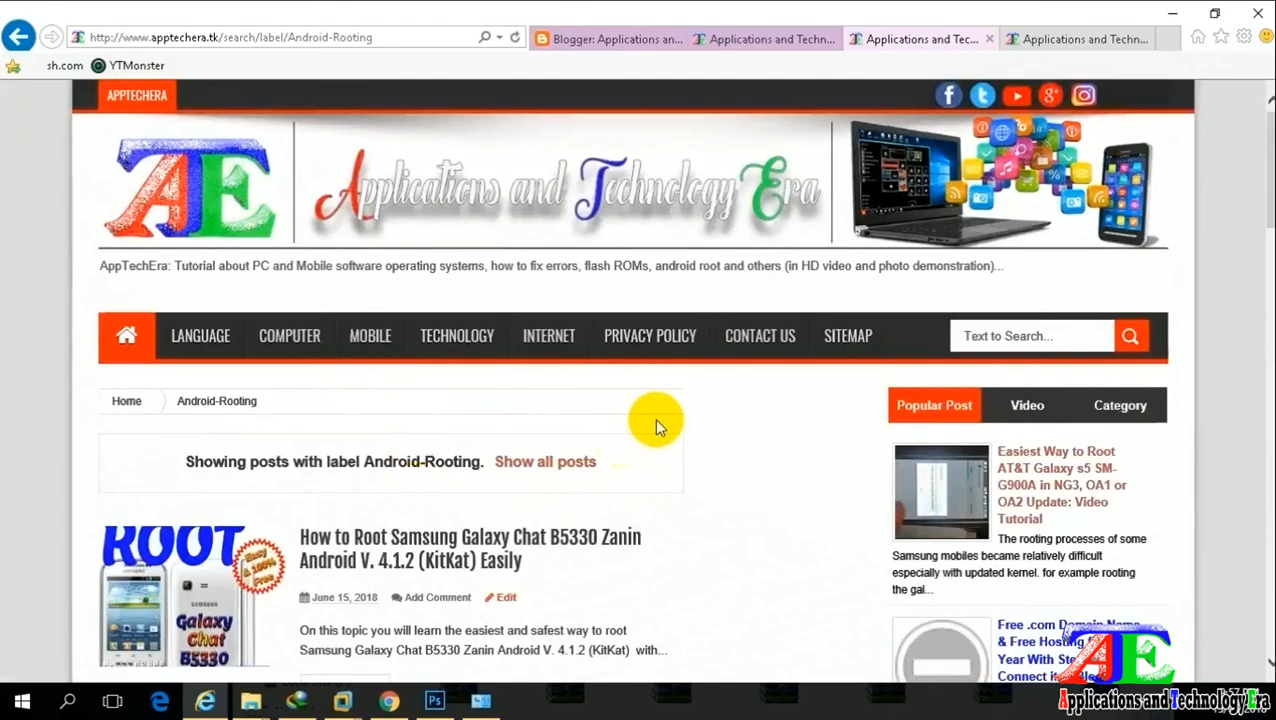 http://www.apptechera.tk/search/label/Android-Rooting
Blogger: Applications an...
Applications and Techn...
Applications and Tec...
Applications and Techn...
sh.com
YTMonster
APPTECHERA
ATE
Applications and Technology Era
AppTechEra: Tutorial about PC and Mobile software operating systems, how to fix errors, flash ROMs, android root and others (in HD video and photo demonstration)...
LANGUAGE
COMPUTER
MOBILE
TECHNOLOGY
INTERNET
PRIVACY POLICY
CONTACT US
SITEMAP
Text to Search...
Home
Android-Rooting
Popular Post
Video
Category
Showing posts with label Android-Rooting. Show all posts
Easiest Way to Root
AT&T Galaxy s5 SM-
G900A in NG3, OA1 or
OA2 Update: Video
Tutorial
The rooting processes of some
Samsung mobiles became relatively difficult
especially with updated kernel. for example rooting
the gal...
ROOT
SAMSUNG
Galaxy
Chat
B5330
How to Root Samsung Galaxy Chat B5330 Zanin
Android V. 4.1.2 (KitKat) Easily
June 15, 2018
Add Comment
Edit
On this topic you will learn the easiest and safest way to root
Samsung Galaxy Chat B5330 Zanin Android V. 4.1.2 (KitKat) with...
Free .com Domain Name
& Free Hosting
Year With Ste
Connect it
ATE
Applications and Technology Era